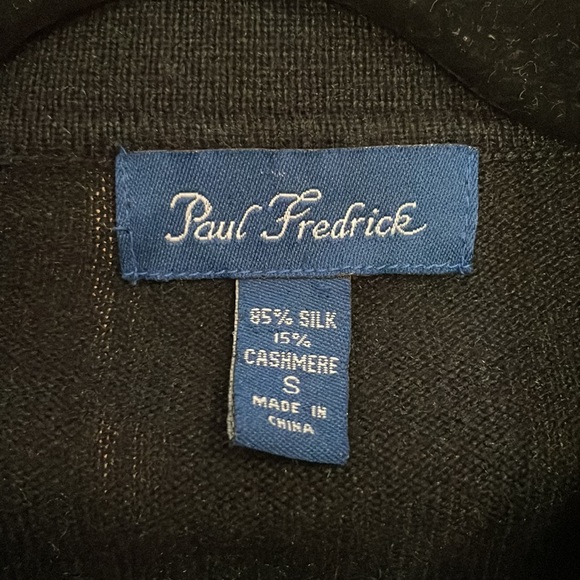 Paul Fredrick
85% SILK
15%
CASHMERE
S
MADE IN
CHINA